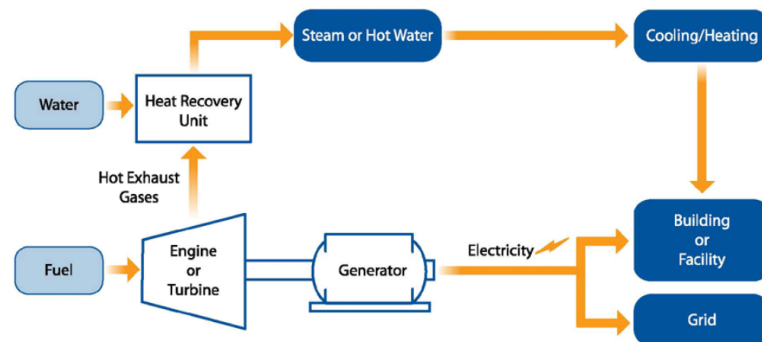 Steam or Hot Water
Cooling/Heating
Water
Heat Recovery
Unit
Hot Exhaust
Gases
Building
or
Facility
Fuel
Engine
or
Turbine
Generator
Electricity
Grid